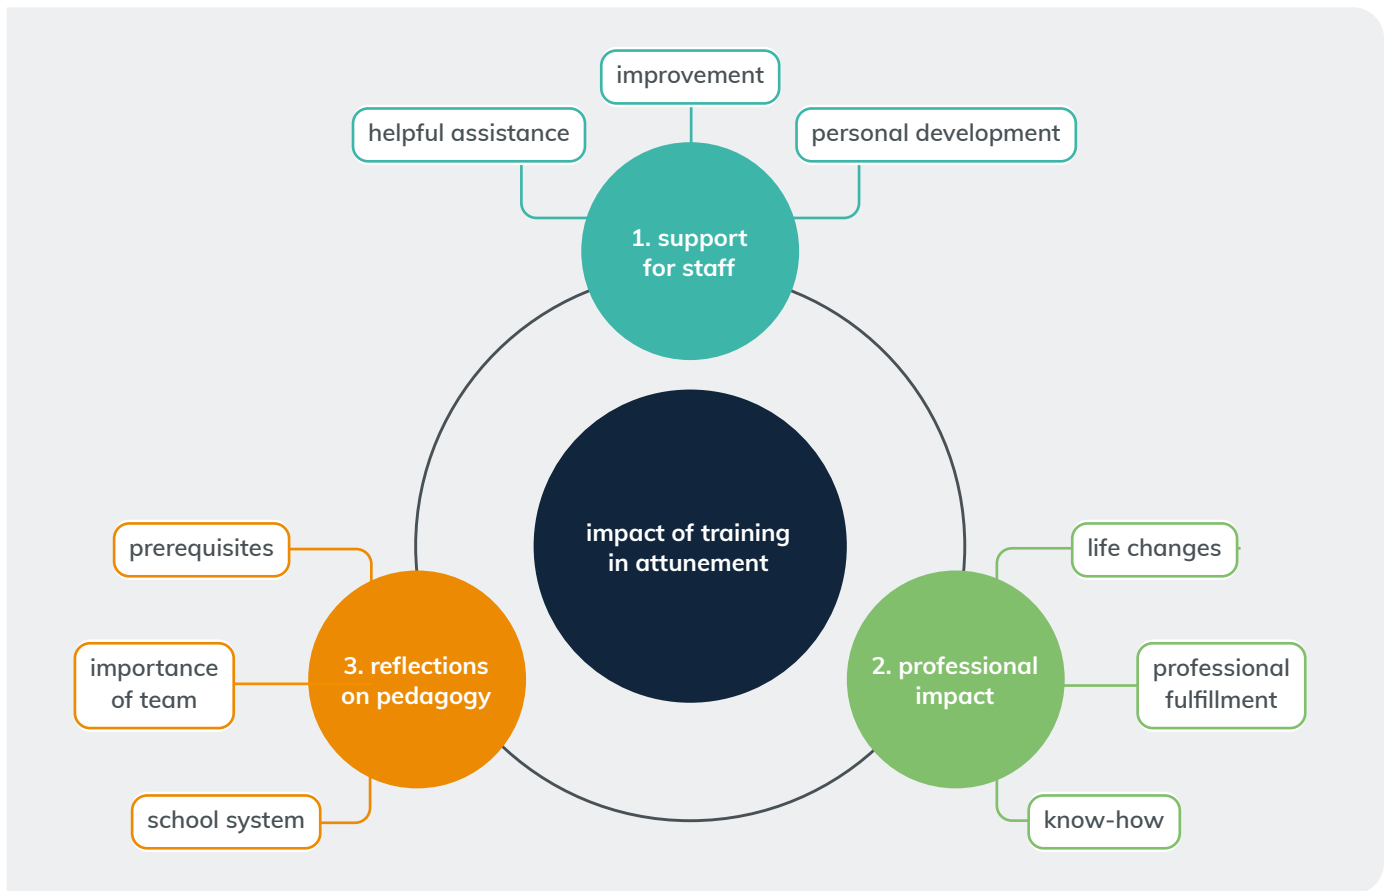 improvement
helpful assistance
personal development
1. support
for staff
impact of training
in attunement
prerequisites
life changes
3. reflections
on pedagogy
2. professional
impact
importance
of team
professional
fulfillment
school system
know-how